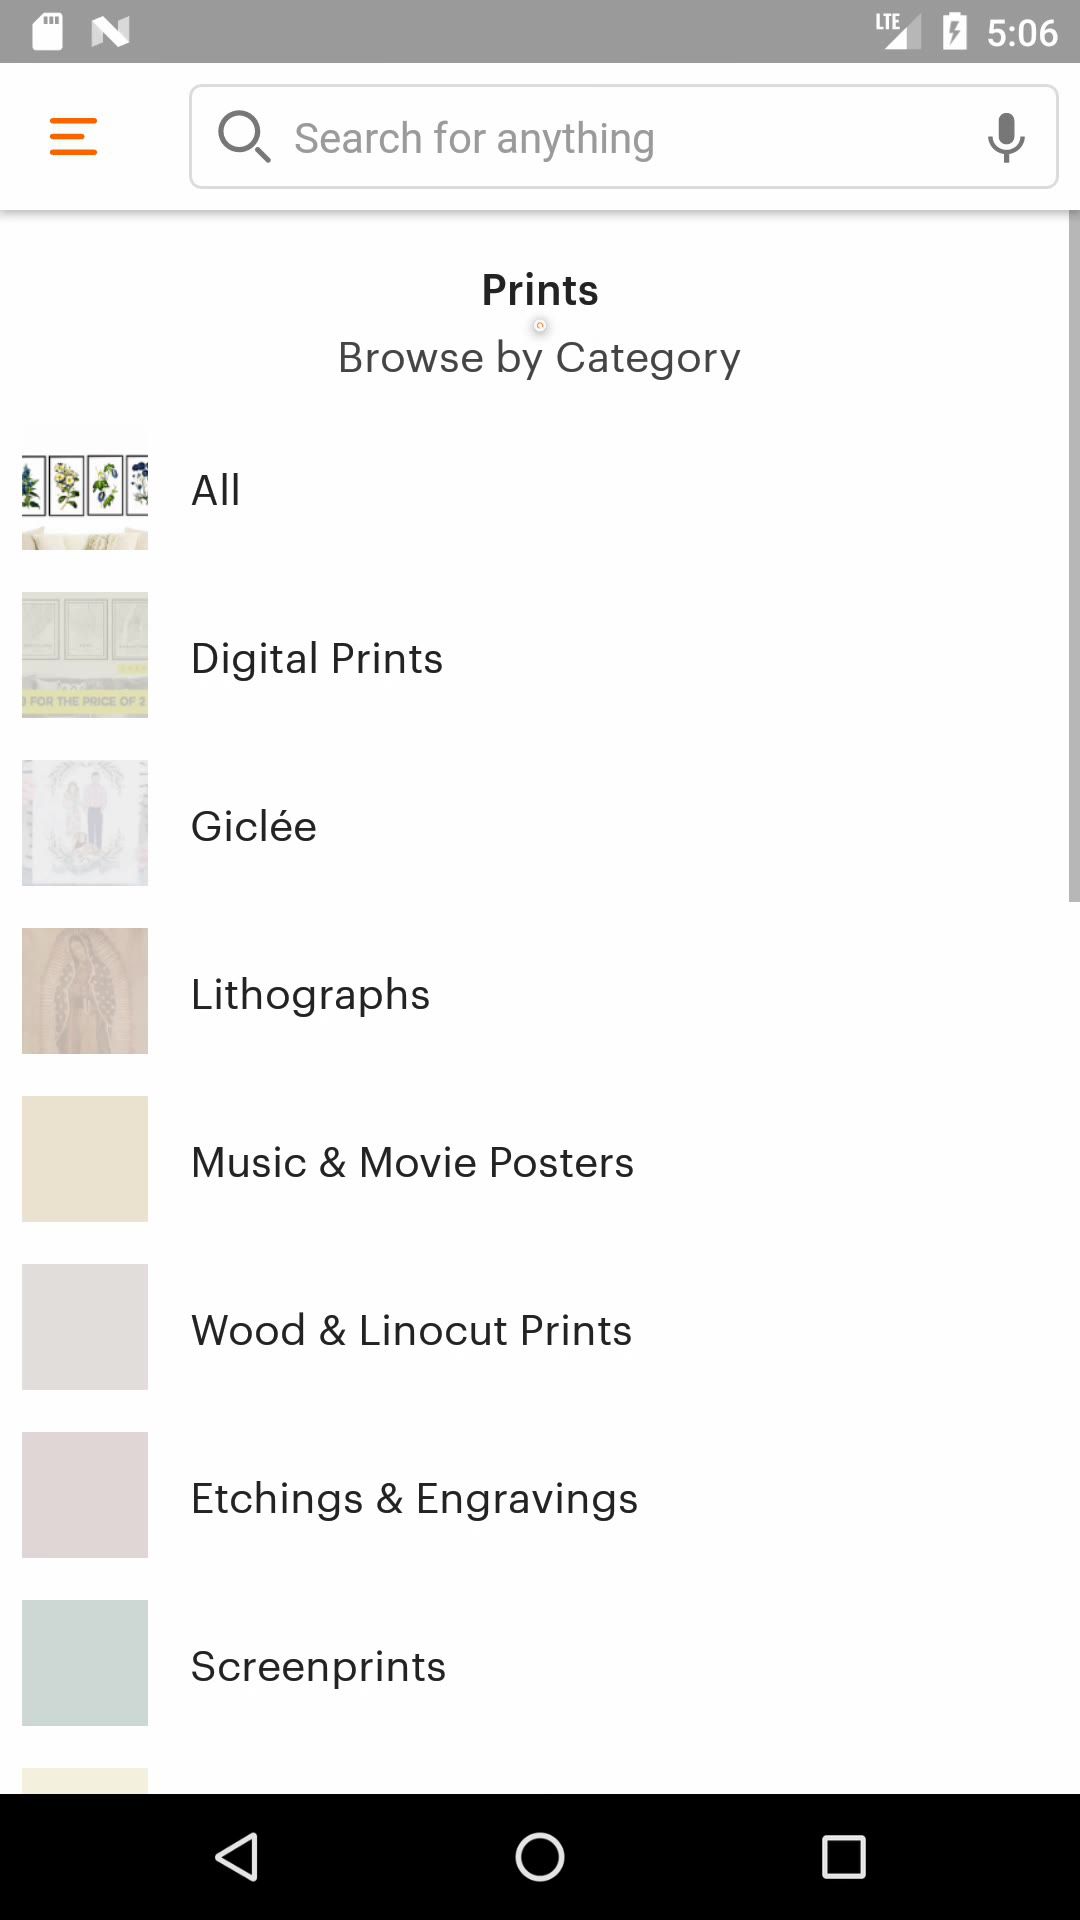 LTE 5:06
Search for anything
Prints
Browse by Category
All
Digital Prints
3 FOR THE PRICE OF 2
Giclée
Lithographs
Music & Movie Posters
Wood & Linocut Prints
Etchings & Engravings
Screenprints